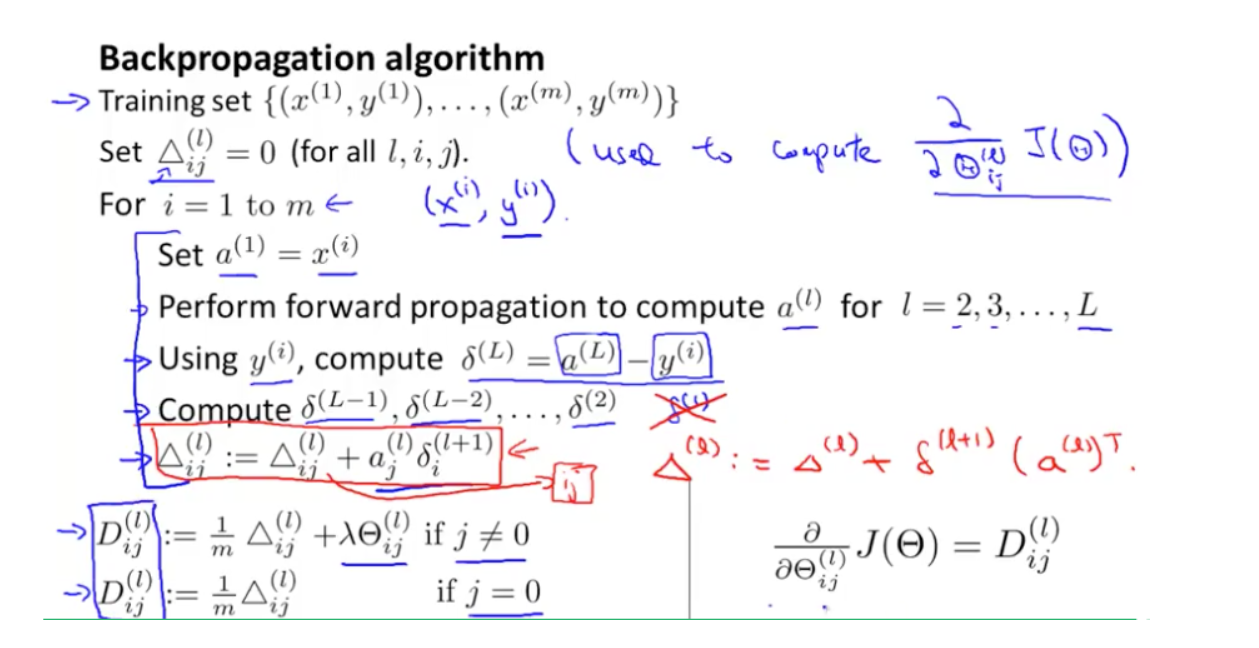 Backpropagation algorithm
→ Training set {(x^(1), y^(1)), . . . , (x^(m), y^(m))}
Set △_ij^(l) = 0 (for all l, i, j). (used to compute ∂/∂Θ_ij^(l) J(Θ))
For i = 1 to m ← (x^(i), y^(i)).
Set a^(1) = x^(i)
→ Perform forward propagation to compute a^(l) for l = 2, 3, . . . , L
→ Using y^(i), compute δ^(L) = a^(L) − y^(i)
→ Compute δ^(L−1), δ^(L−2), . . . , δ^(2) δ^(1)
→ △_ij^(l) := △_ij^(l) + a_j^(l) δ_i^(l+1) ← △^(l) := △^(l) + δ^(l+1) (a^(l))^T.
ij
→ D_ij^(l) := 1/m △_ij^(l) + λΘ_ij^(l) if j ≠ 0
→ D_ij^(l) := 1/m △_ij^(l) if j = 0
∂/∂Θ_ij^(l) J(Θ) = D_ij^(l)